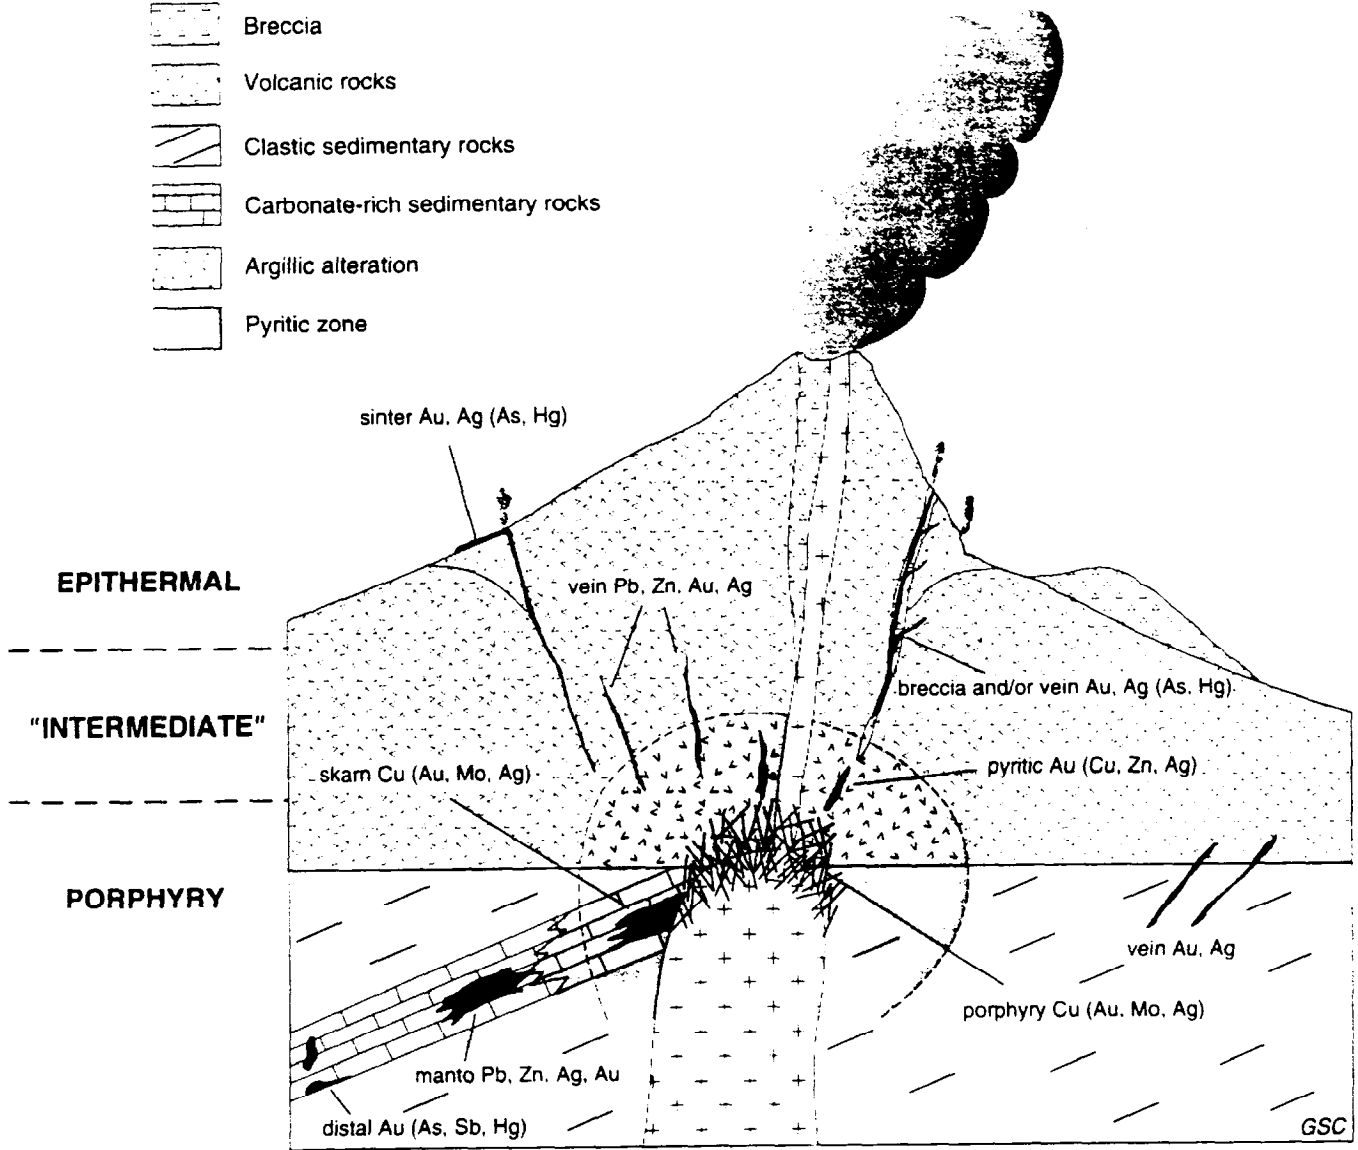 Breccia
Volcanic rocks
Clastic sedimentary rocks
Carbonate-rich sedimentary rocks
Argillic alteration
Pyritic zone
sinter Au, Ag (As, Hg)
EPITHERMAL
vein Pb, Zn, Au, Ag
breccia and/or vein Au, Ag (As, Hg)
"INTERMEDIATE"
skarn Cu (Au, Mo, Ag)
pyritic Au (Cu, Zn, Ag)
PORPHYRY
vein Au, Ag
porphyry Cu (Au, Mo, Ag)
manto Pb, Zn, Ag, Au
distal Au (As, Sb, Hg)
GSC